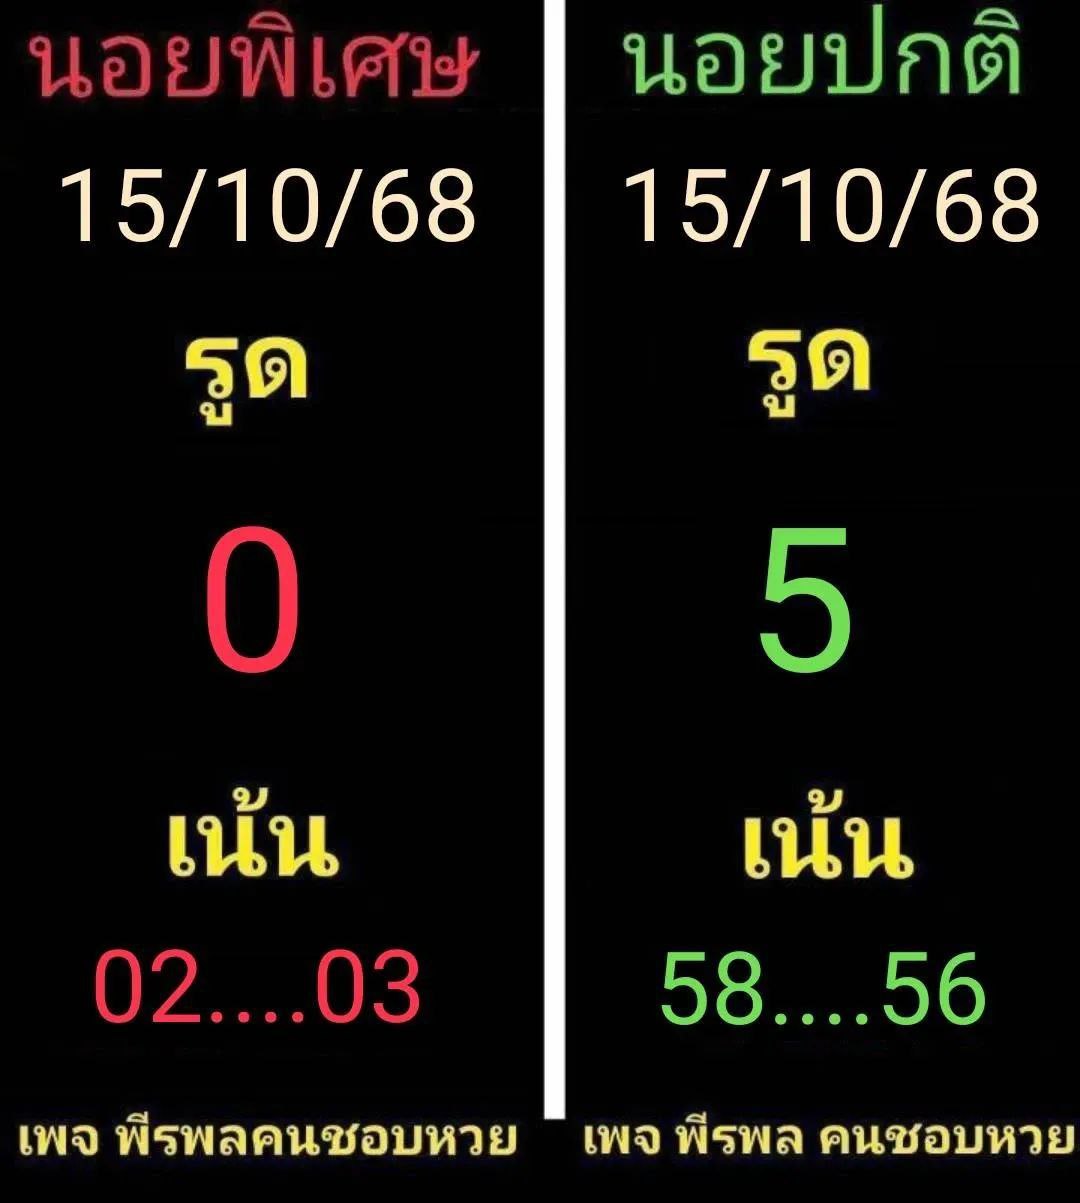 นอยพิเศษ
15/10/68
รูด
0
เน้น
02....03
เพจ พีรพลคนชอบหวย
นอยปกติ
15/10/68
รูด
5
เน้น
58....56
เพจ พีรพล คนชอบหวย